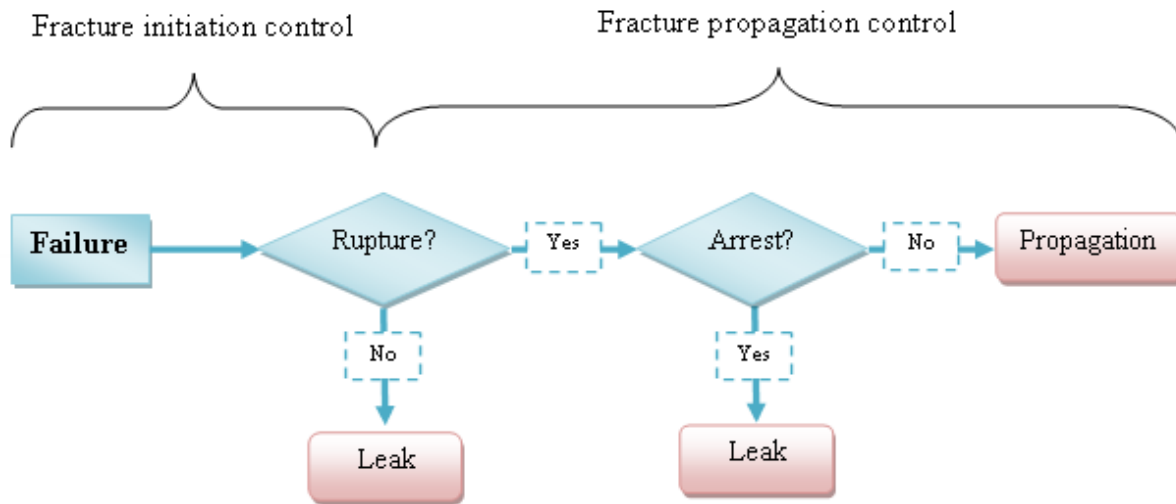 Fracture initiation control
Fracture propagation control
Failure
Rupture?
Yes
Arrest?
No
Propagation
No
Yes
Leak
Leak